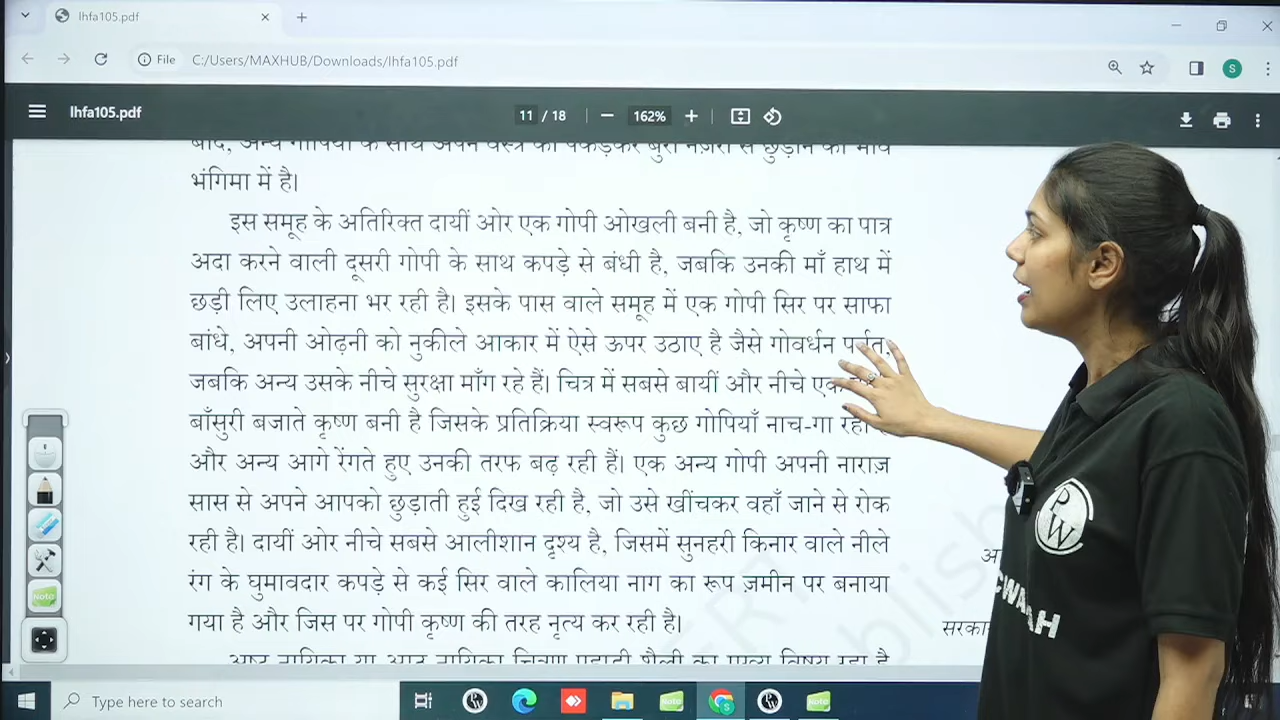 lhfa105.pdf
File C:/Users/MAXHUB/Downloads/lhfa105.pdf
S
lhfa105.pdf
11 / 18
162%
भंगिमा में है।
इस समूह के अतिरिक्त दायीं ओर एक गोपी ओखली बनी है, जो कृष्ण का पात्र
अदा करने वाली दूसरी गोपी के साथ कपड़े से बंधी है, जबकि उनकी माँ हाथ में
छड़ी लिए उलाहना भर रही है। इसके पास वाले समूह में एक गोपी सिर पर साफा
बांधे, अपनी ओढ़नी को नुकीले आकार में ऐसे ऊपर उठाए है जैसे गोवर्धन पर्वत,
जबकि अन्य उसके नीचे सुरक्षा माँग रहे हैं। चित्र में सबसे बायीं और नीचे एक
बाँसुरी बजाते कृष्ण बनी है जिसके प्रतिक्रिया स्वरूप कुछ गोपियाँ नाच-गा
और अन्य आगे रेंगते हुए उनकी तरफ बढ़ रही हैं। एक अन्य गोपी अपनी नाराज़
सास से अपने आपको छुड़ाती हुई दिख रही है, जो उसे खींचकर वहाँ जाने से रोक
रही है। दायीं ओर नीचे सबसे आलीशान दृश्य है, जिसमें सुनहरी किनार वाले नीले
रंग के घुमावदार कपड़े से कई सिर वाले कालिया नाग का रूप ज़मीन पर बनाया
गया है और जिस पर गोपी कृष्ण की तरह नृत्य कर रही है।
PW
Note
Type here to search
Note
Note